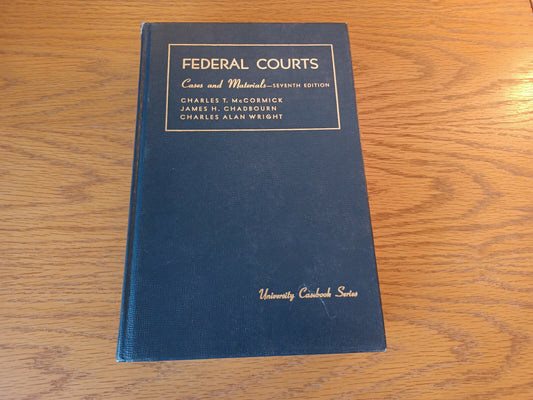 FEDERAL COURTS
Cases and Materials—SEVENTH EDITION
CHARLES T. McCORMICK
JAMES H. CHADBOURN
CHARLES ALAN WRIGHT
University Casebook Series